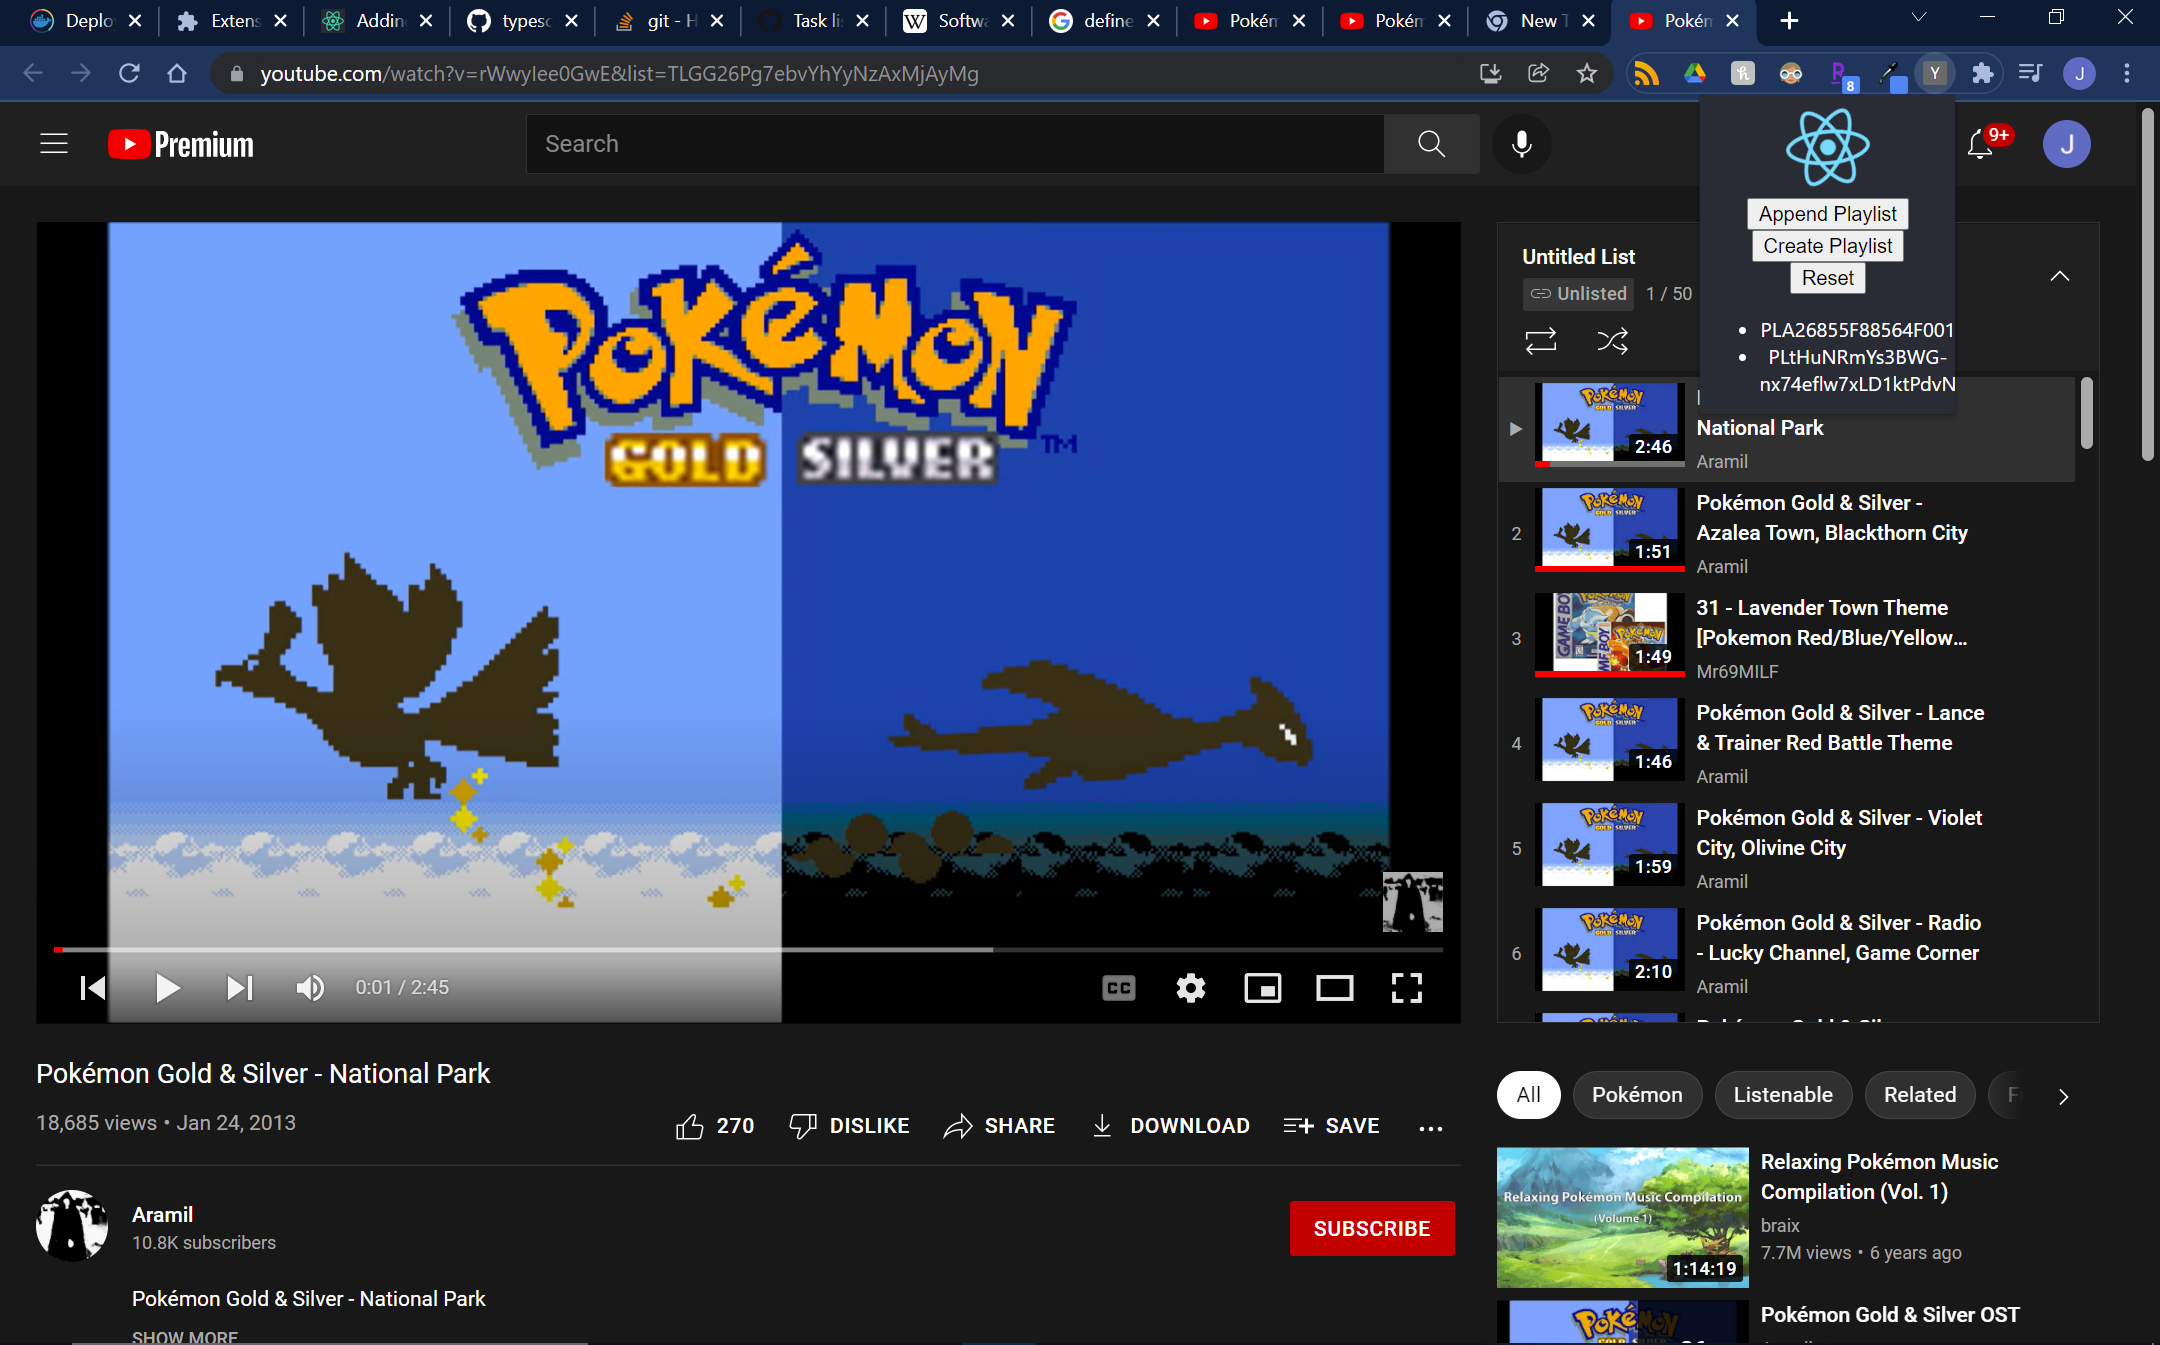 Deplo
Extens
Addin
typesc
git - H
Task li
Softwa
define
Pokém
Pokém
New T
Pokém
youtube.com/watch?v=rWwyIee0GwE&list=TLGG26Pg7ebvYhYyNzAxMjAyMg
8
Y
J
Premium
Search
9+
J
Append Playlist
Create Playlist
Reset
PLA26855F88564F001
PLtHuNRmYs3BWG-
nx74eflw7xLD1ktPdvN
POKéMON
TM
GOLD SILVER
0:01 / 2:45
CC
Untitled List
Unlisted 1 / 50
2:46
National Park
Aramil
2
1:51
Pokémon Gold & Silver -
Azalea Town, Blackthorn City
Aramil
3
1:49
31 - Lavender Town Theme
[Pokemon Red/Blue/Yellow...
Mr69MILF
4
1:46
Pokémon Gold & Silver - Lance
& Trainer Red Battle Theme
Aramil
5
1:59
Pokémon Gold & Silver - Violet
City, Olivine City
Aramil
6
2:10
Pokémon Gold & Silver - Radio
- Lucky Channel, Game Corner
Aramil
Pokémon Gold & Silver - National Park
18,685 views • Jan 24, 2013
270
DISLIKE
SHARE
DOWNLOAD
SAVE
Aramil
10.8K subscribers
SUBSCRIBE
Pokémon Gold & Silver - National Park
SHOW MORE
All
Pokémon
Listenable
Related
Relaxing Pokémon Music Compilation
(Volume 1)
1:14:19
Relaxing Pokémon Music
Compilation (Vol. 1)
braix
7.7M views • 6 years ago
Pokémon Gold & Silver OST